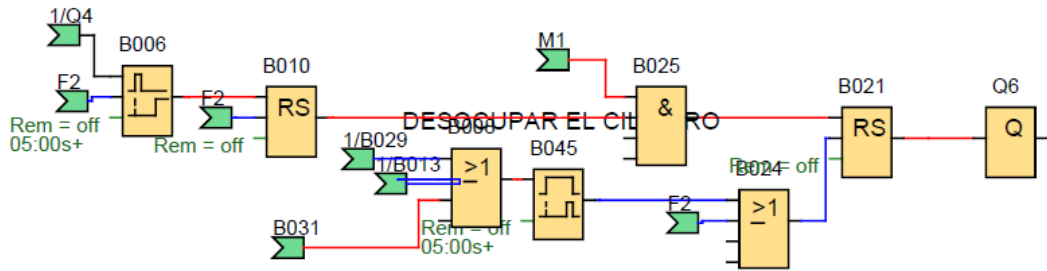 1/Q4
B006
F2
Rem = off
05:00s+
B010
F2
RS
Rem = off
M1
B025
&
DESOCUPAR EL CILINDRO
1/B029
1/B013
B008
>1
Rem = off
05:00s+
B031
B045
F2
B024
>1
B021
RS
Rem = off
Q6
Q